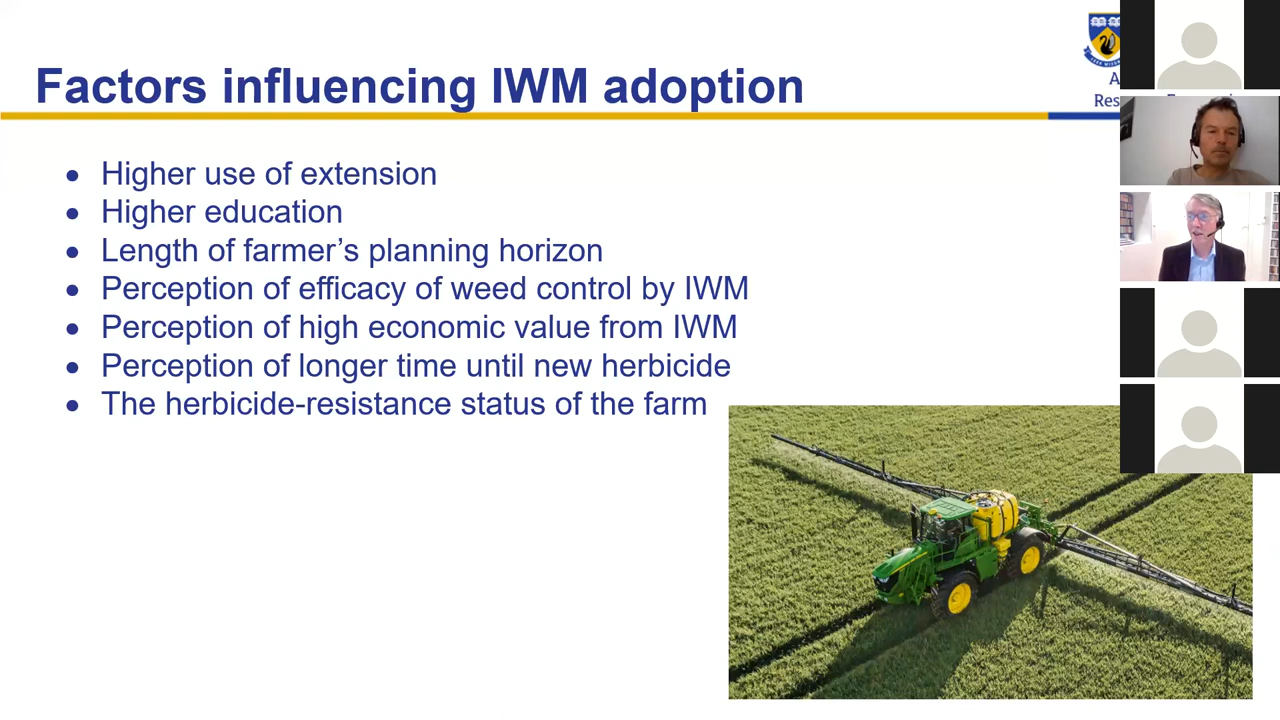 Factors influencing IWM adoption
A
Res
● Higher use of extension
● Higher education
● Length of farmer’s planning horizon
● Perception of efficacy of weed control by IWM
● Perception of high economic value from IWM
● Perception of longer time until new herbicide
● The herbicide-resistance status of the farm